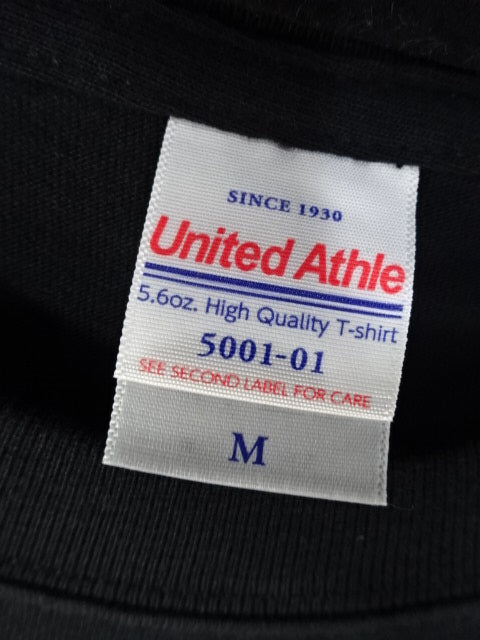 SINCE 1930
United Athle
5.6oz. High Quality T-shirt
5001-01
SEE SECOND LABEL FOR CARE
M